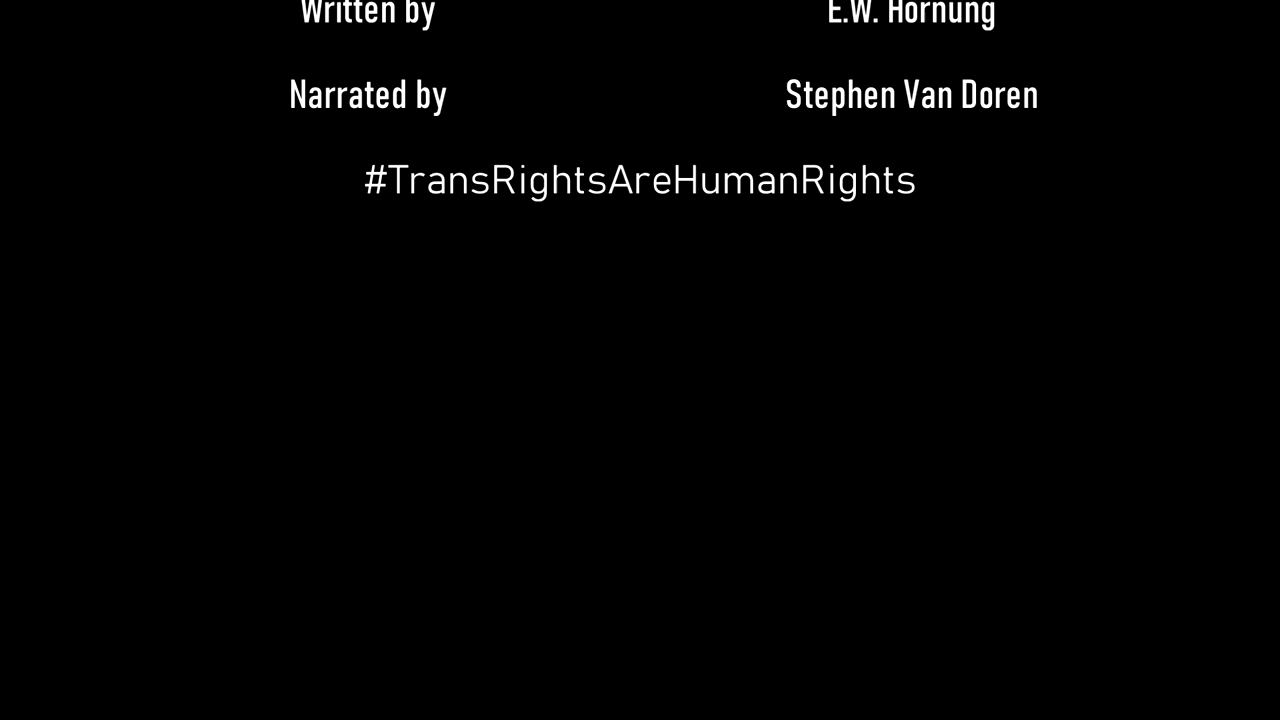 Written by E.W. Hornung
Narrated by Stephen Van Doren
#TransRightsAreHumanRights